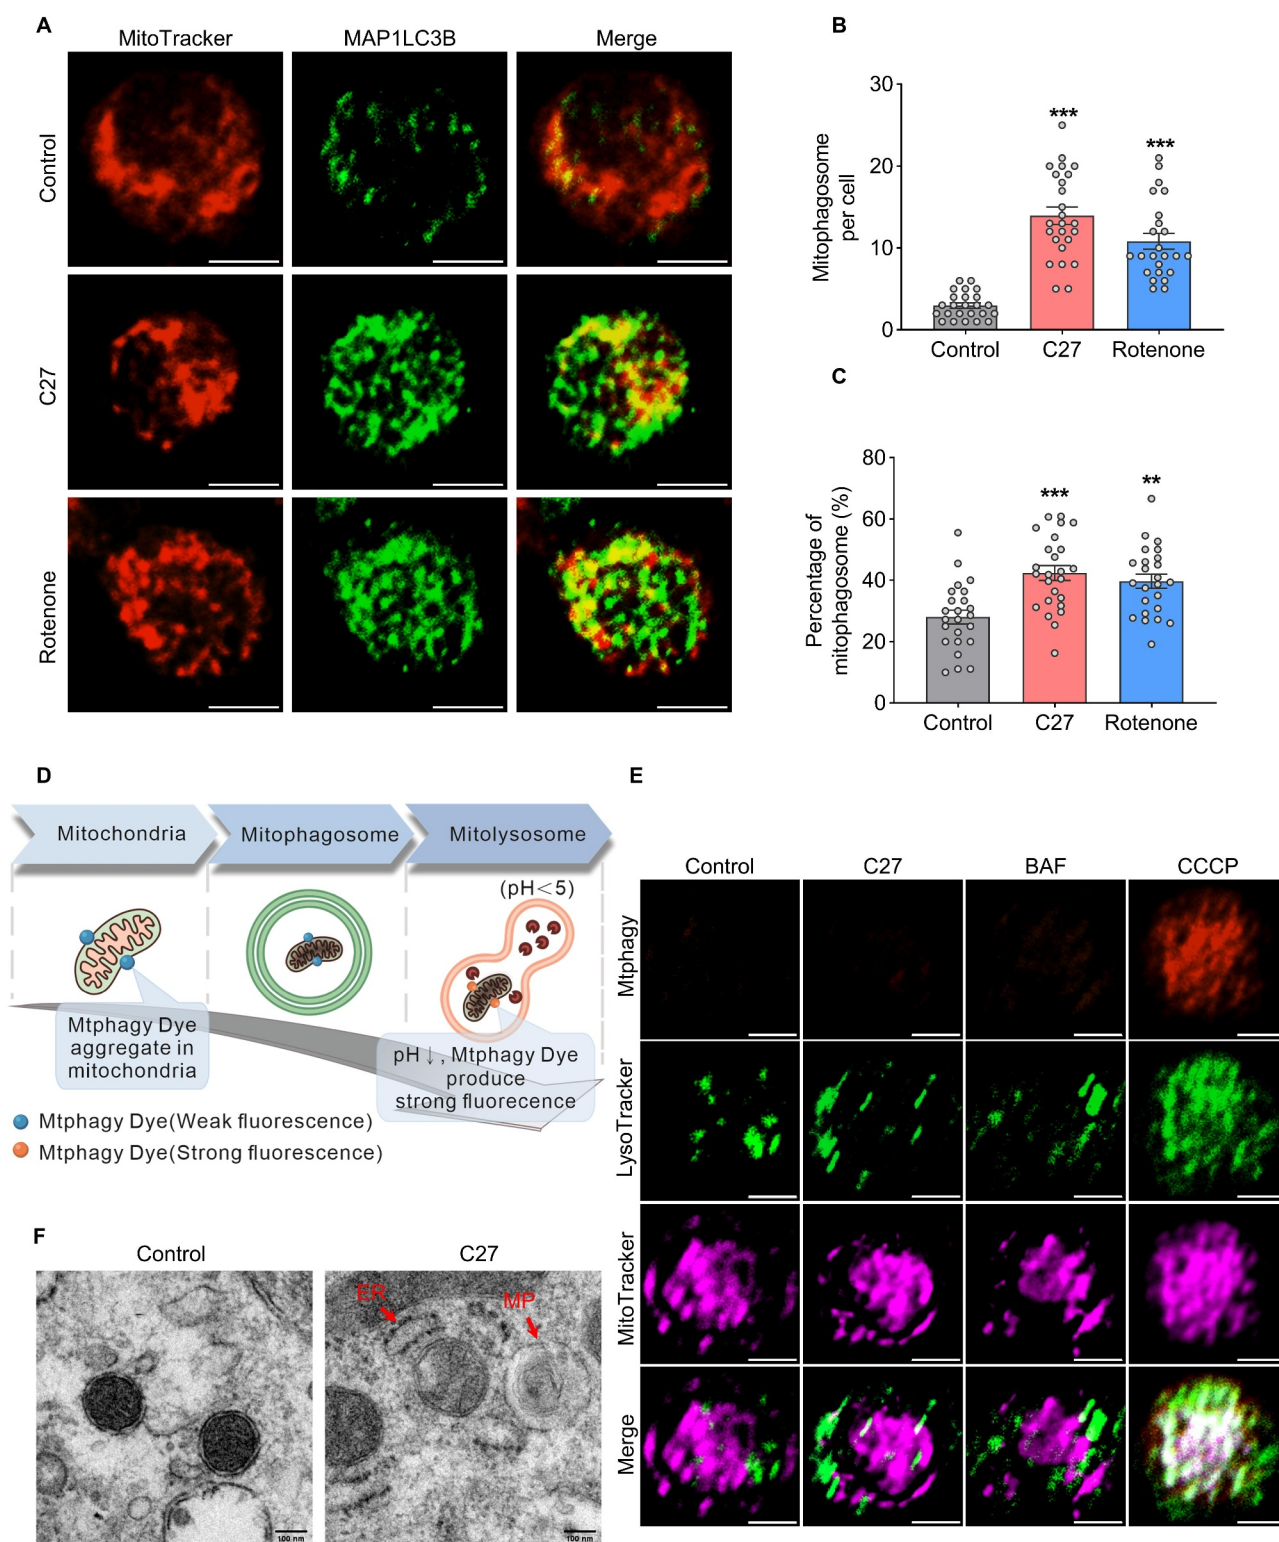 A
MitoTracker
MAP1LC3B
Merge
Control
C27
Rotenone
B
30
20
10
0
Mitophagosome
per cell
***
***
Control
C27
Rotenone
C
80
60
40
20
0
Percentage of
mitophagosome (%)
***
**
Control
C27
Rotenone
D
Mitochondria
Mitophagosome
Mitolysosome
(pH<5)
Mtphagy Dye
aggregate in
mitochondria
pH↓, Mtphagy Dye
produce
strong fluorecence
Mtphagy Dye(Weak fluorescence)
Mtphagy Dye(Strong fluorescence)
E
Control
C27
BAF
CCCP
Mtphagy
LysoTracker
MitoTracker
Merge
F
Control
C27
ER
MP
100 nm
100 nm